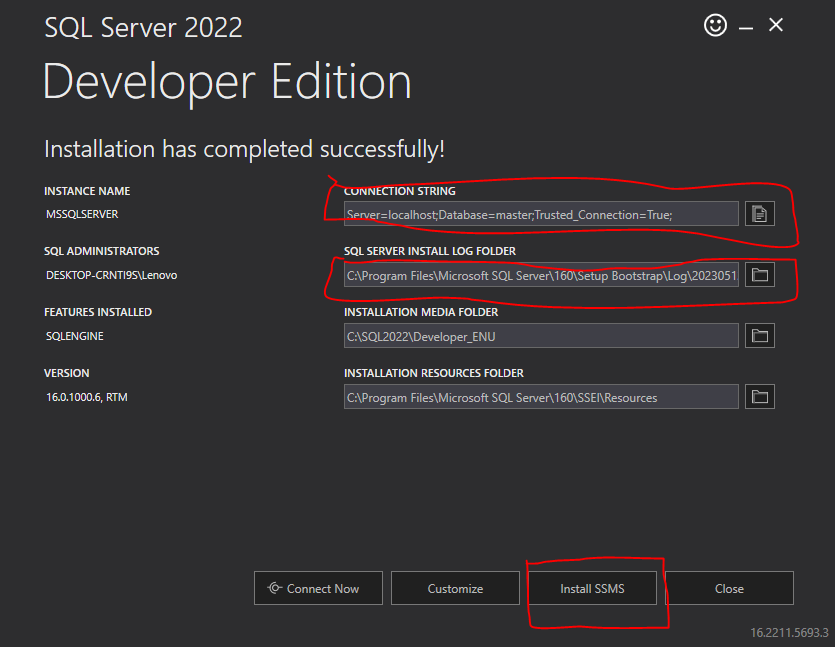 SQL Server 2022
Developer Edition
Installation has completed successfully!
INSTANCE NAME
MSSQLSERVER
SQL ADMINISTRATORS
DESKTOP-CRNTI9S\Lenovo
FEATURES INSTALLED
SQLENGINE
VERSION
16.0.1000.6, RTM
CONNECTION STRING
Server=localhost;Database=master;Trusted_Connection=True;
SQL SERVER INSTALL LOG FOLDER
C:\Program Files\Microsoft SQL Server\160\Setup Bootstrap\Log\2023051
INSTALLATION MEDIA FOLDER
C:\SQL2022\Developer_ENU
INSTALLATION RESOURCES FOLDER
C:\Program Files\Microsoft SQL Server\160\SSEI\Resources
Connect Now
Customize
Install SSMS
Close
16.2211.5693.3